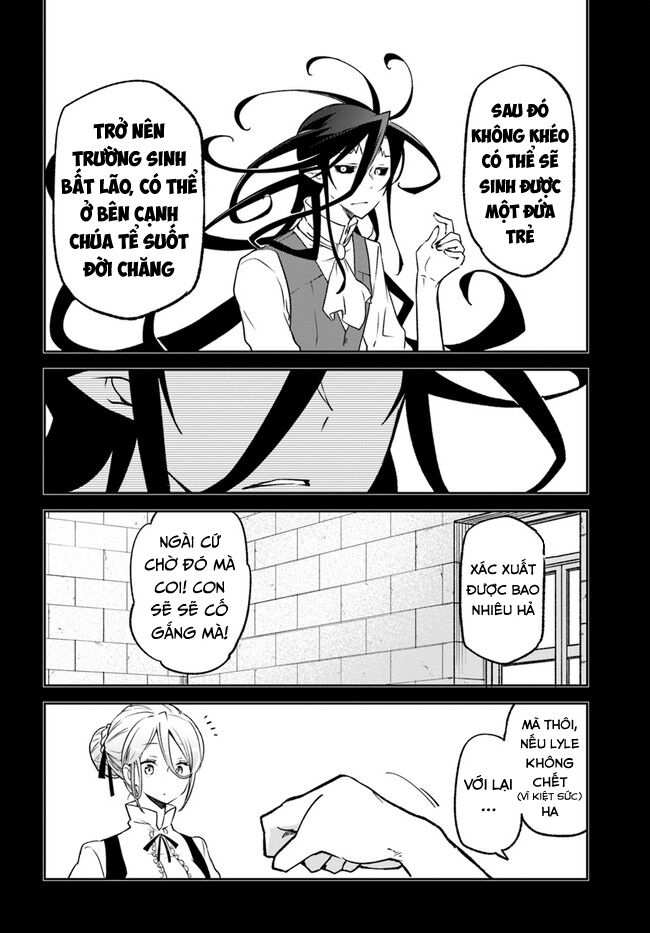 SAU ĐÓ
KHÔNG KHÉO
CÓ THỂ SẼ
SINH ĐƯỢC
MỘT ĐỨA
TRẺ
TRỞ NÊN
TRƯỜNG SINH
BẤT LÃO, CÓ THỂ
Ở BÊN CẠNH
CHÚA TỂ SUỐT
ĐỜI CHĂNG
XÁC XUẤT
ĐƯỢC BAO
NHIÊU HẢ
NGÀI CỨ
CHỜ ĐÓ MÀ
COI! CON
SẼ SẼ CỐ
GẮNG MÀ!
MÀ THÔI,
NẾU LYLE
KHÔNG
CHẾT
(VÌ KIỆT SỨC)
HA
VỚI LẠI
...